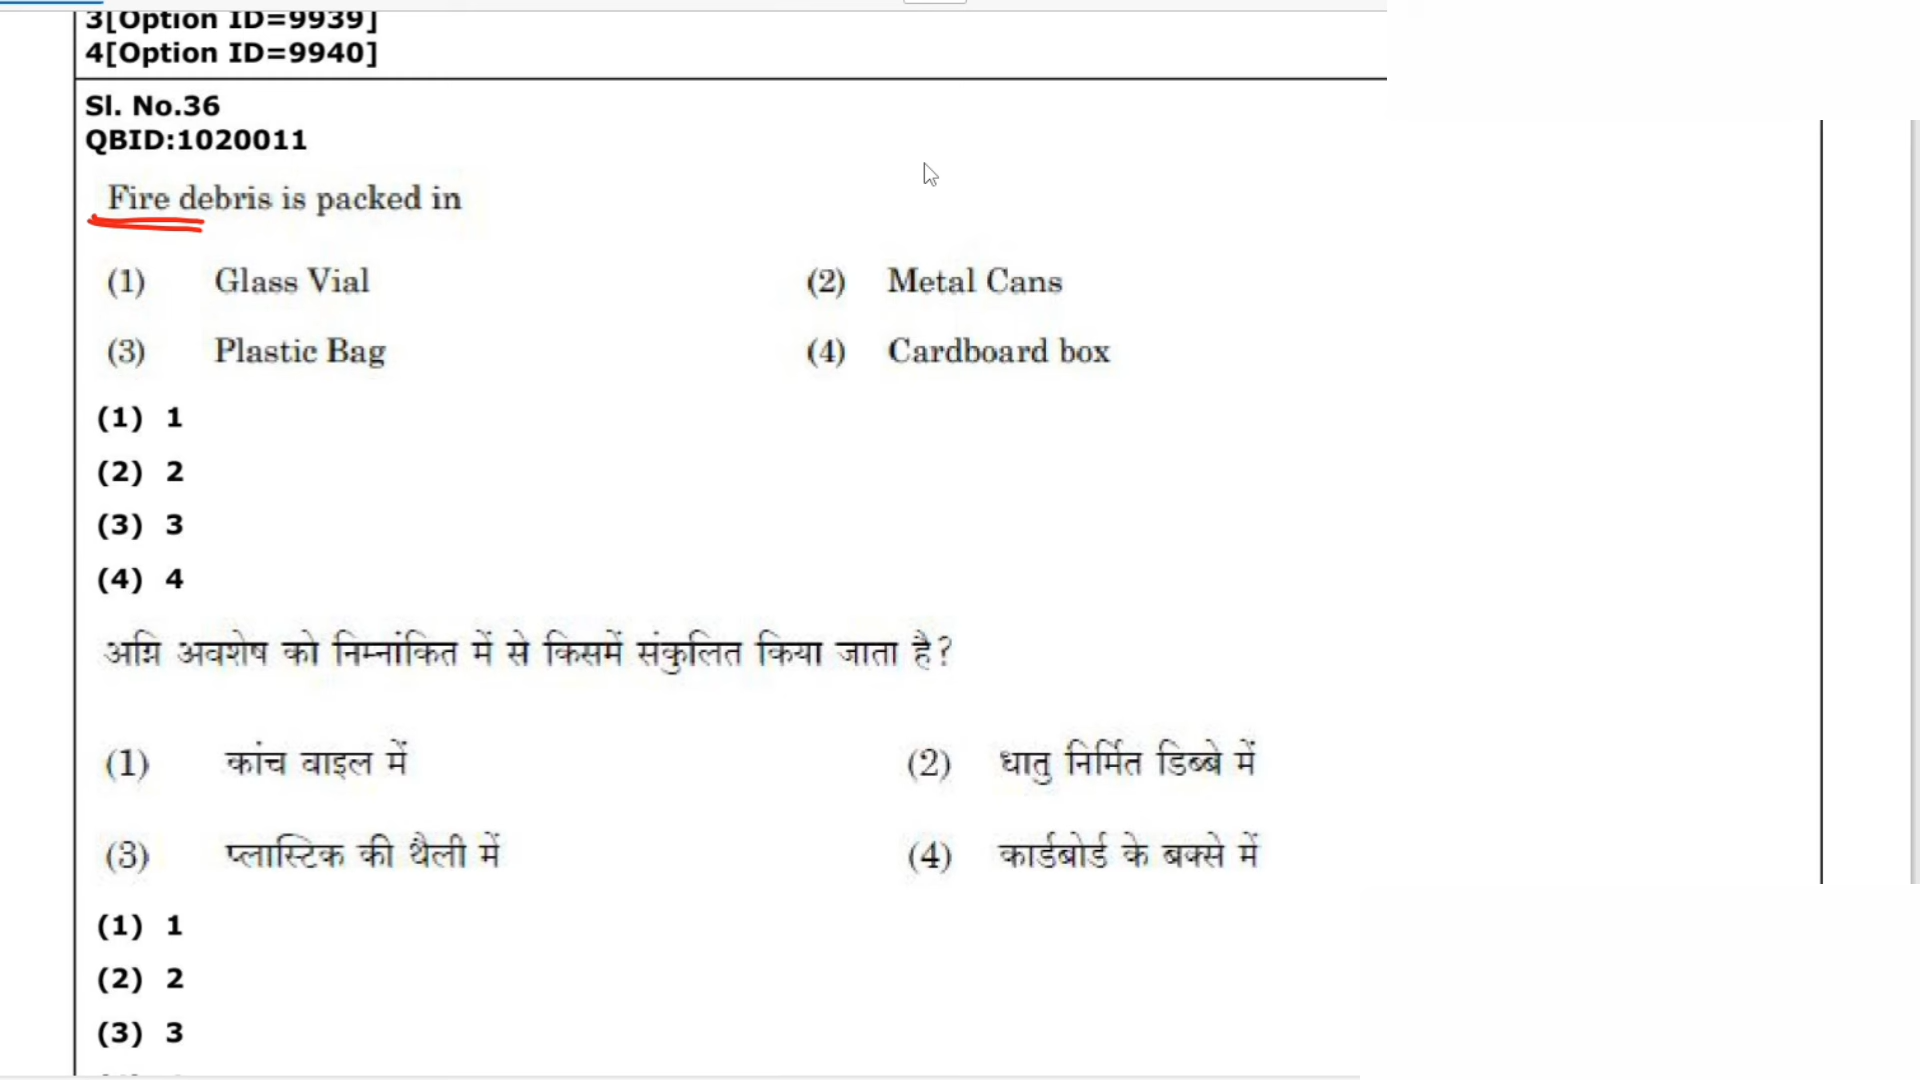 3[Option ID=9939]
4[Option ID=9940]
Sl. No.36
QBID:1020011
Fire debris is packed in
(1) Glass Vial (2) Metal Cans
(3) Plastic Bag (4) Cardboard box
(1) 1
(2) 2
(3) 3
(4) 4
अग्नि अवशेष को निम्नांकित में से किसमें संकुलित किया जाता है?
(1) कांच वाइल में (2) धातु निर्मित डिब्बे में
(3) प्लास्टिक की थैली में (4) कार्डबोर्ड के बक्से में
(1) 1
(2) 2
(3) 3